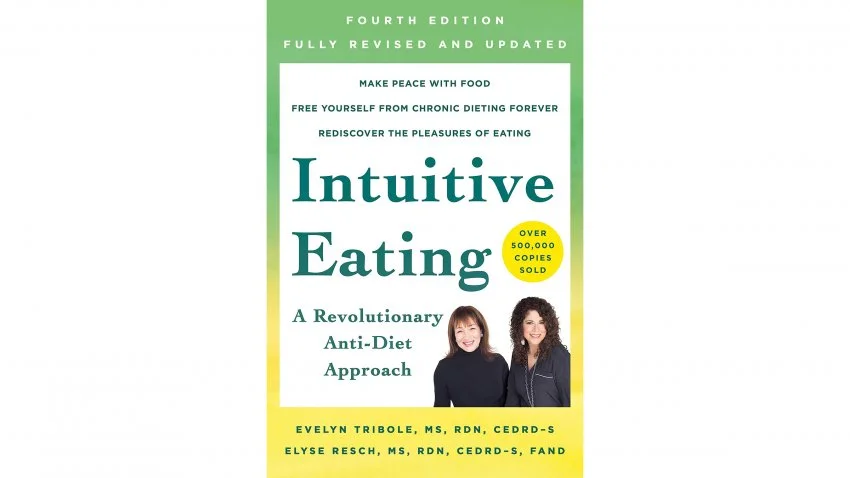 FOURTH EDITION
FULLY REVISED AND UPDATED
MAKE PEACE WITH FOOD
FREE YOURSELF FROM CHRONIC DIETING FOREVER
REDISCOVER THE PLEASURES OF EATING
Intuitive
Eating
OVER
500,000
COPIES
SOLD
A Revolutionary
Anti-Diet
Approach
EVELYN TRIBOLE, MS, RDN, CEDRD-S
ELYSE RESCH, MS, RDN, CEDRD-S, FAND